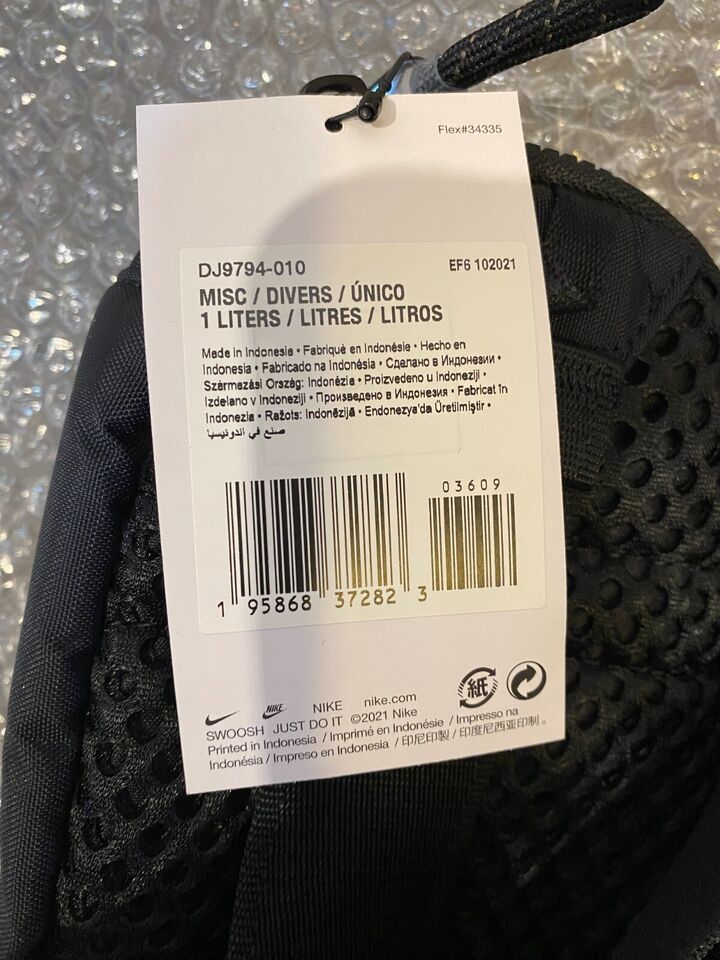 Flex#34335
DJ9794-010 EF6 102021
MISC / DIVERS / ÚNICO
1 LITERS / LITRES / LITROS
Made in Indonesia • Fabriqué en Indonésie • Hecho en
Indonesia • Fabricado na Indonésia • Сделано в Индонезии •
Származási Ország: Indonézia • Proizvedeno u Indoneziji •
Izdelano v Indoneziji • Произведено в Индонезия • Fabricat în
Indonezia • Ražots: Indonēzijā • Endonezya'da Üretilmiştir •
صنع في اندونيسيا
03609
1 95868 37282 3
紙
NIKE NIKE nike.com
SWOOSH JUST DO IT ©2021 Nike
Printed in Indonesia / Imprimé en Indonésie / Impresso na
Indonésia / Impreso en Indonesia / 印尼印製 / 印度尼西亚印制。